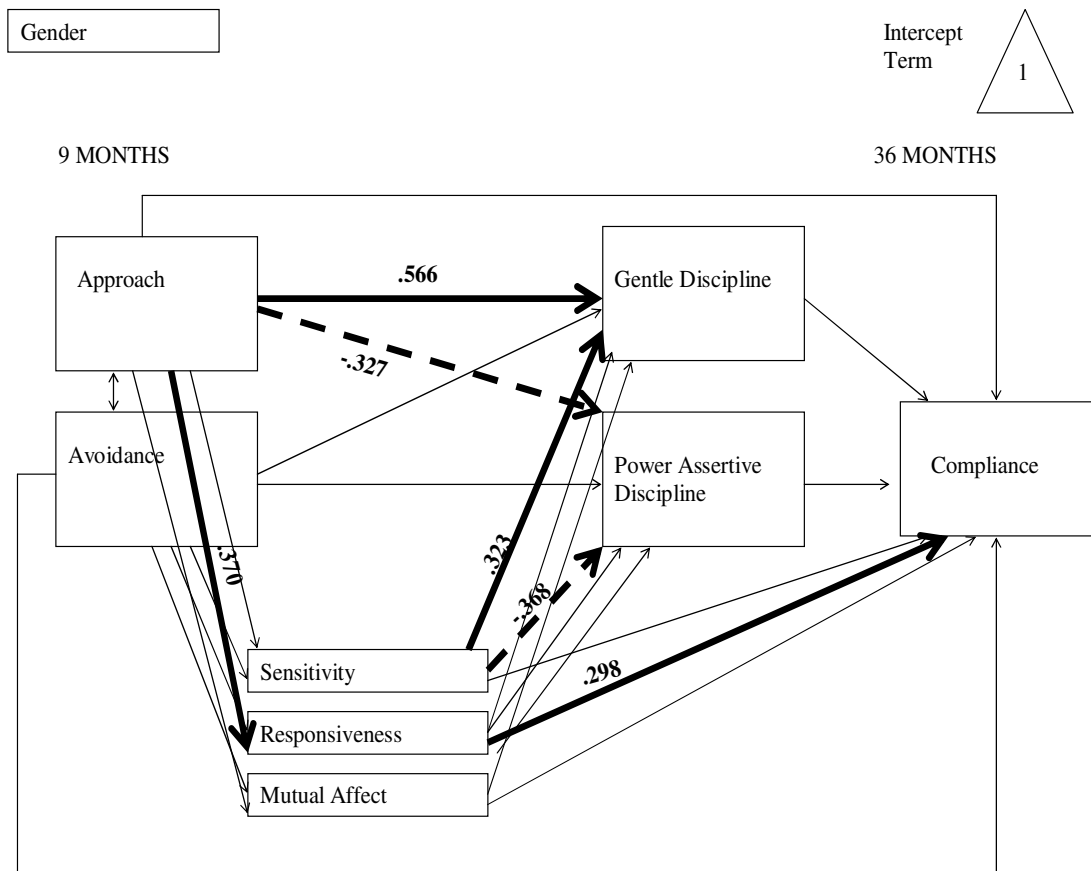 Gender
Intercept
Term
1
9 MONTHS
36 MONTHS
Approach
.566
Gentle Discipline
-.327
Avoidance
Power Assertive
Discipline
Compliance
.370
.323
-.368
Sensitivity
.298
Responsiveness
Mutual Affect